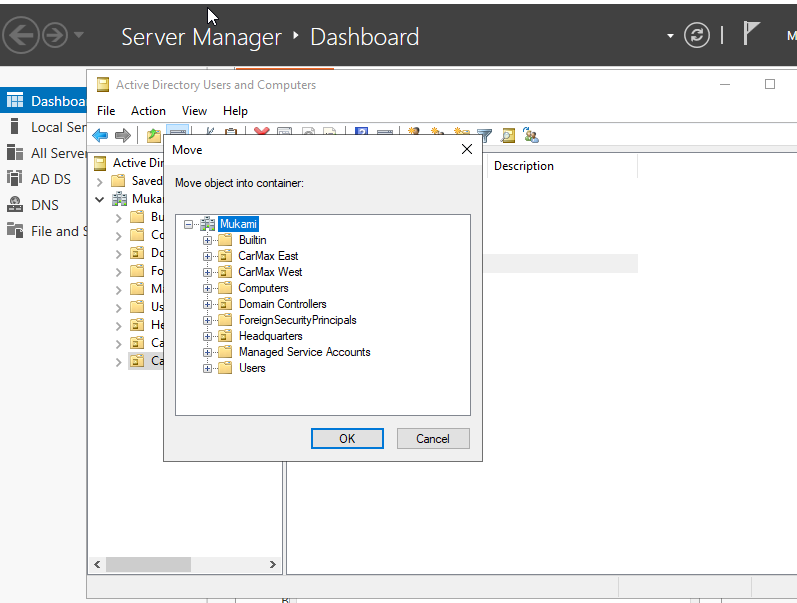 Server Manager ‣ Dashboard
M
Active Directory Users and Computers
File Action View Help
Dashboa
Local Ser
All Server
AD DS
DNS
File and S
Active Dir
Saved
Mukar
Bu
Co
Do
Fo
Ma
Us
He
Ca
Ca
Description
Move
Move object into container:
Mukami
Builtin
CarMax East
CarMax West
Computers
Domain Controllers
ForeignSecurityPrincipals
Headquarters
Managed Service Accounts
Users
OK Cancel